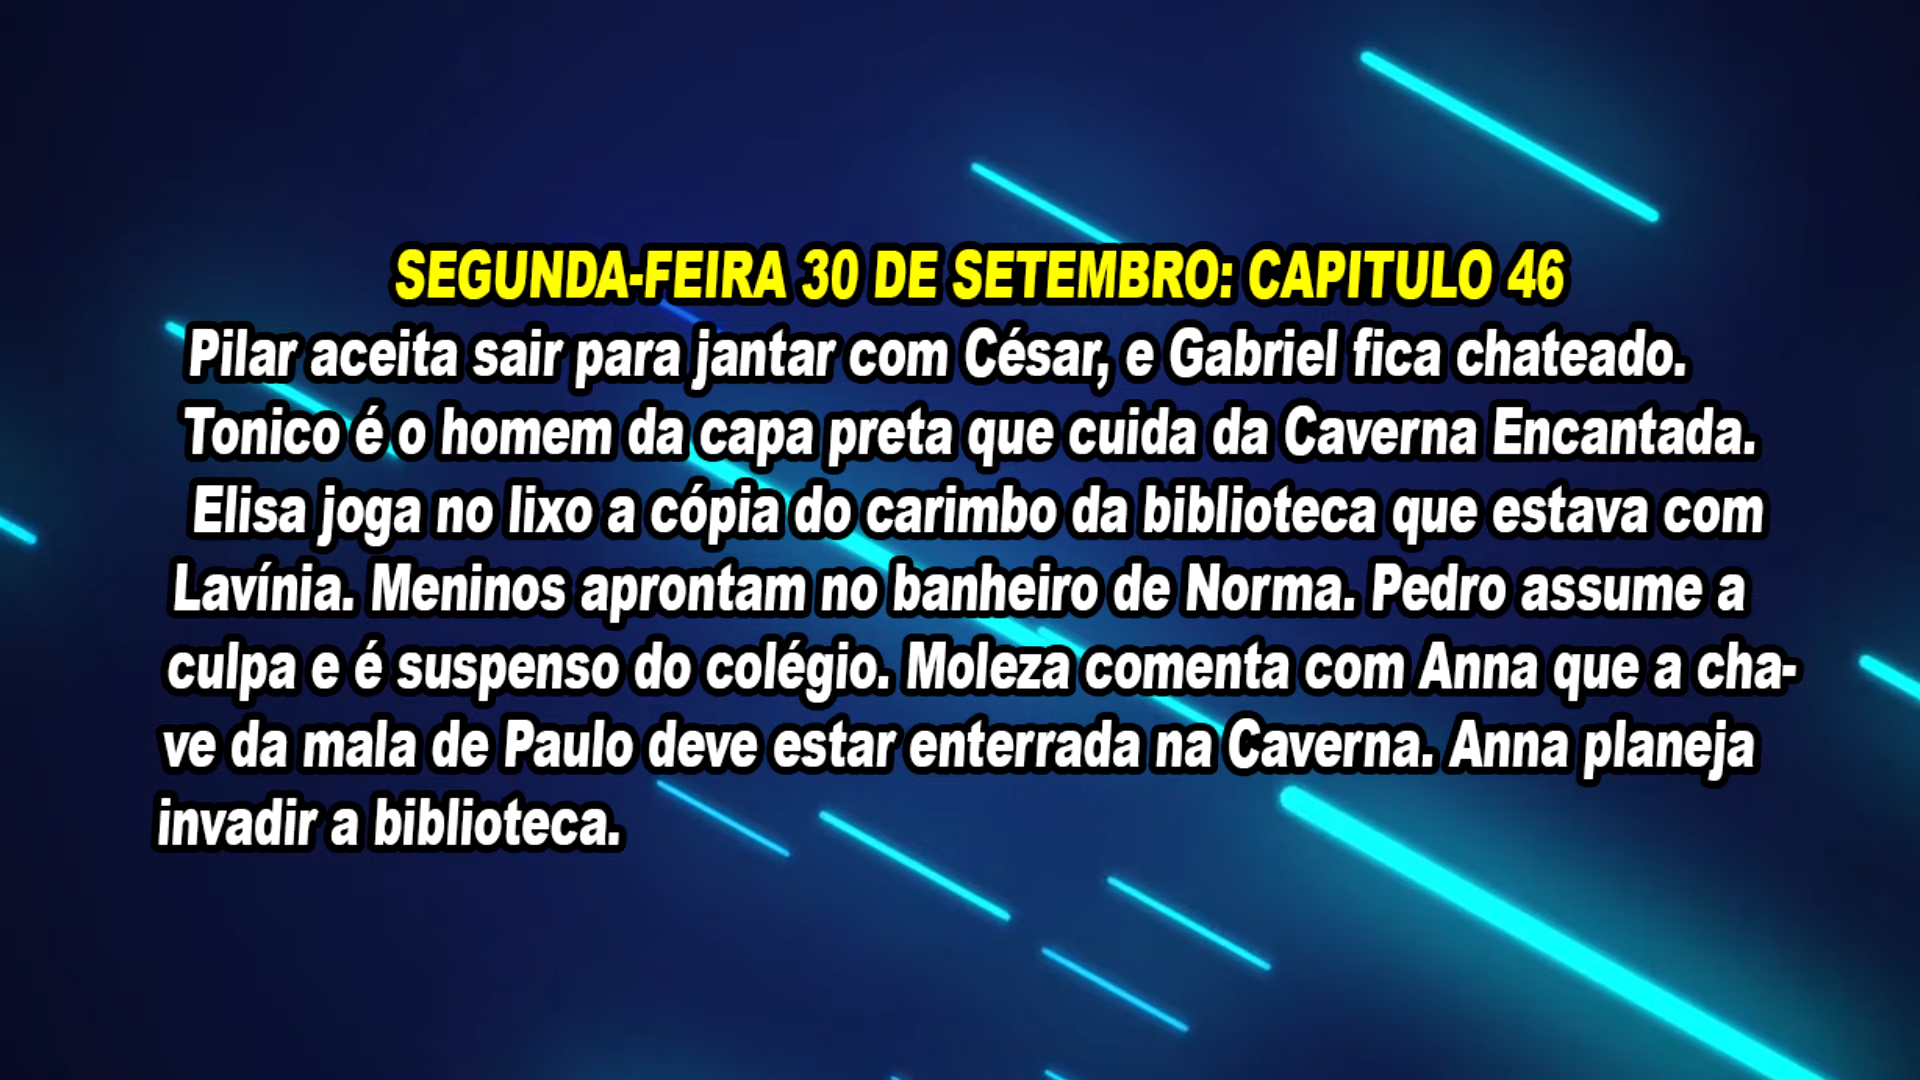 SEGUNDA-FEIRA 30 DE SETEMBRO: CAPITULO 46
Pilar aceita sair para jantar com César, e Gabriel fica chateado.
Tonico é o homem da capa preta que cuida da Caverna Encantada.
Elisa joga no lixo a cópia do carimbo da biblioteca que estava com
Lavínia. Meninos aprontam no banheiro de Norma. Pedro assume a
culpa e é suspenso do colégio. Moleza comenta com Anna que a cha-
ve da mala de Paulo deve estar enterrada na Caverna. Anna planeja
invadir a biblioteca.